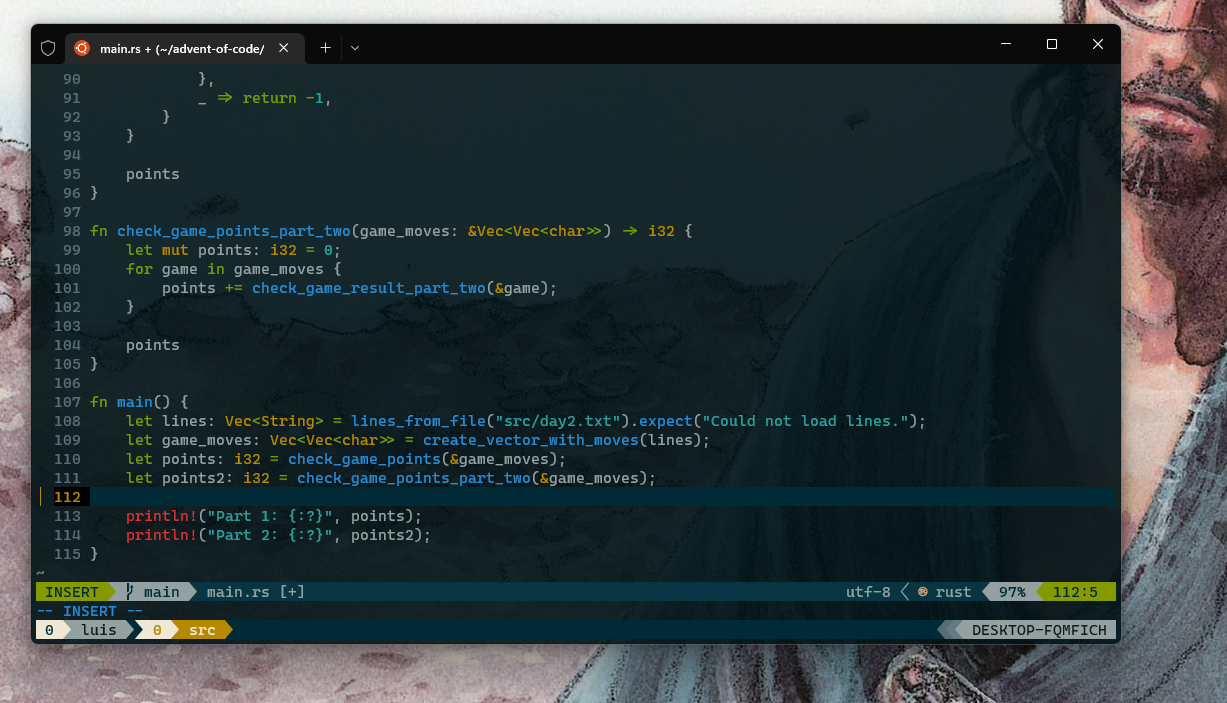 main.rs + (~/advent-of-code/
90 },
91 _ => return -1,
92 }
93 }
94
95 points
96 }
97
98 fn check_game_points_part_two(game_moves: &Vec<Vec<char>>) -> i32 {
99 let mut points: i32 = 0;
100 for game in game_moves {
101 points += check_game_result_part_two(&game);
102 }
103
104 points
105 }
106
107 fn main() {
108 let lines: Vec<String> = lines_from_file("src/day2.txt").expect("Could not load lines.");
109 let game_moves: Vec<Vec<char>> = create_vector_with_moves(lines);
110 let points: i32 = check_game_points(&game_moves);
111 let points2: i32 = check_game_points_part_two(&game_moves);
112
113 println!("Part 1: {:?}", points);
114 println!("Part 2: {:?}", points2);
115 }
~
INSERT main main.rs [+] utf-8 rust 97% 112:5
-- INSERT --
0 luis 0 src DESKTOP-FQMFICH